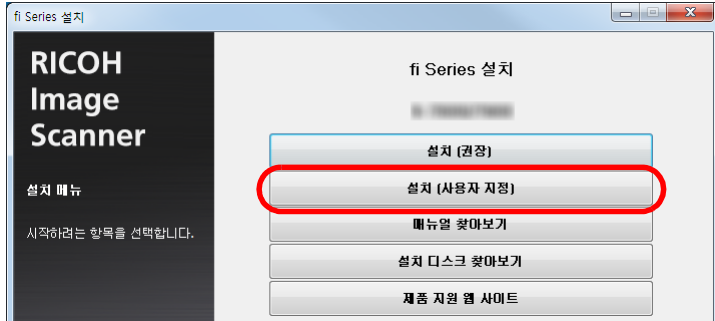 fi Series 설치
RICOH
Image
Scanner
설치 메뉴
시작하려는 항목을 선택합니다.
fi Series 설치
설치 (권장)
설치 (사용자 지정)
매뉴얼 찾아보기
설치 디스크 찾아보기
제품 지원 웹 사이트